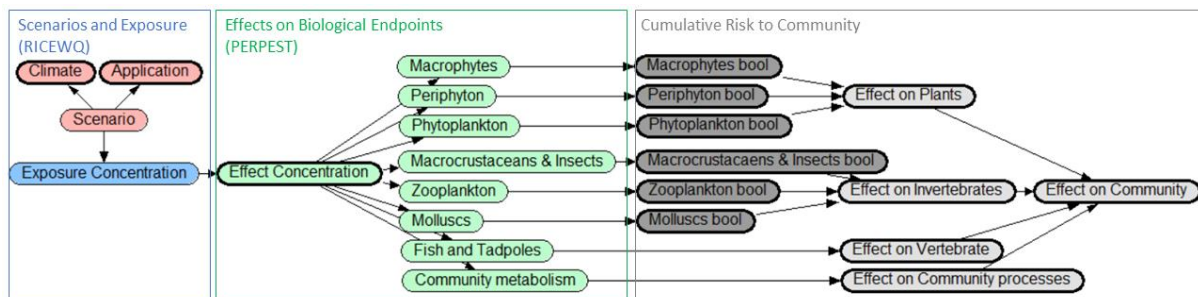 Scenarios and Exposure
(RICEWQ)
Climate
Application
Scenario
Exposure Concentration
Effects on Biological Endpoints
(PERPEST)
Effect Concentration
Macrophytes
Periphyton
Phytoplankton
Macrocrustaceans & Insects
Zooplankton
Molluscs
Fish and Tadpoles
Community metabolism
Cumulative Risk to Community
Macrophytes bool
Periphyton bool
Phytoplankton bool
Macrocrustacaens & Insects bool
Zooplankton bool
Molluscs bool
Effect on Plants
Effect on Invertebrates
Effect on Vertebrate
Effect on Community processes
Effect on Community